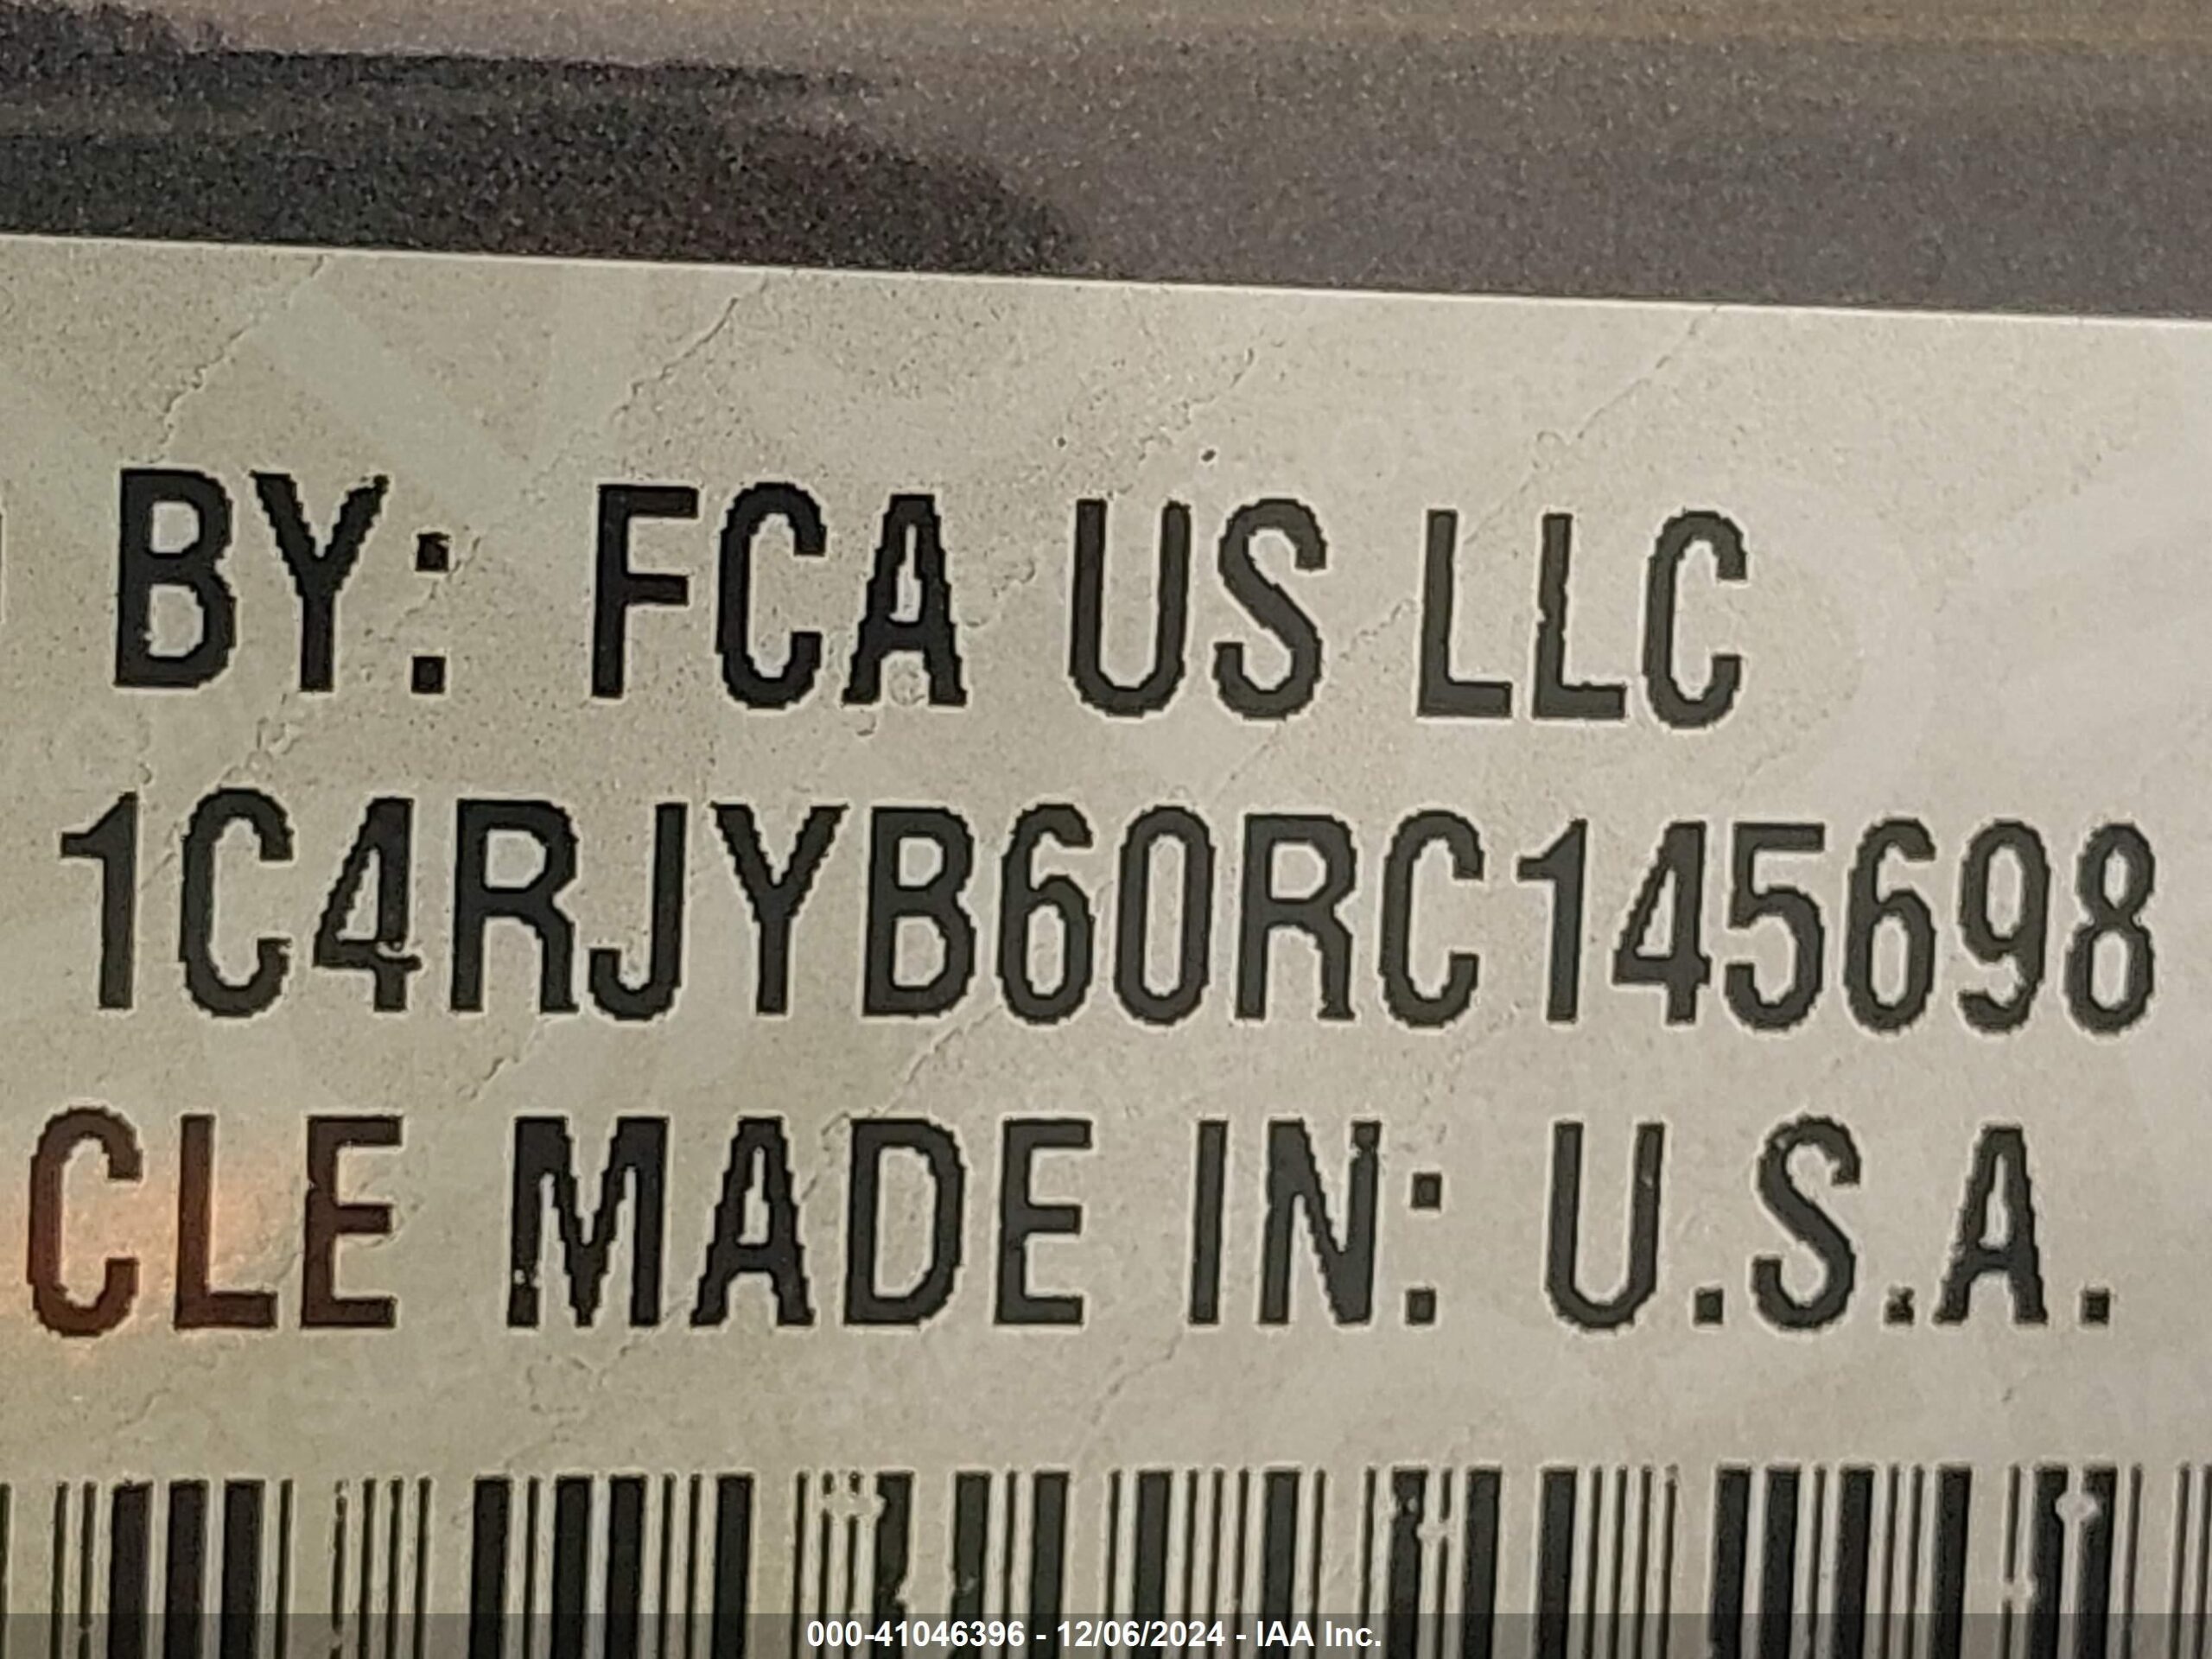 BY: FCA US LLC
1C4RJYB60RC145698
CLE MADE IN: U.S.A.
000-41046396 - 12/06/2024 - IAA Inc.